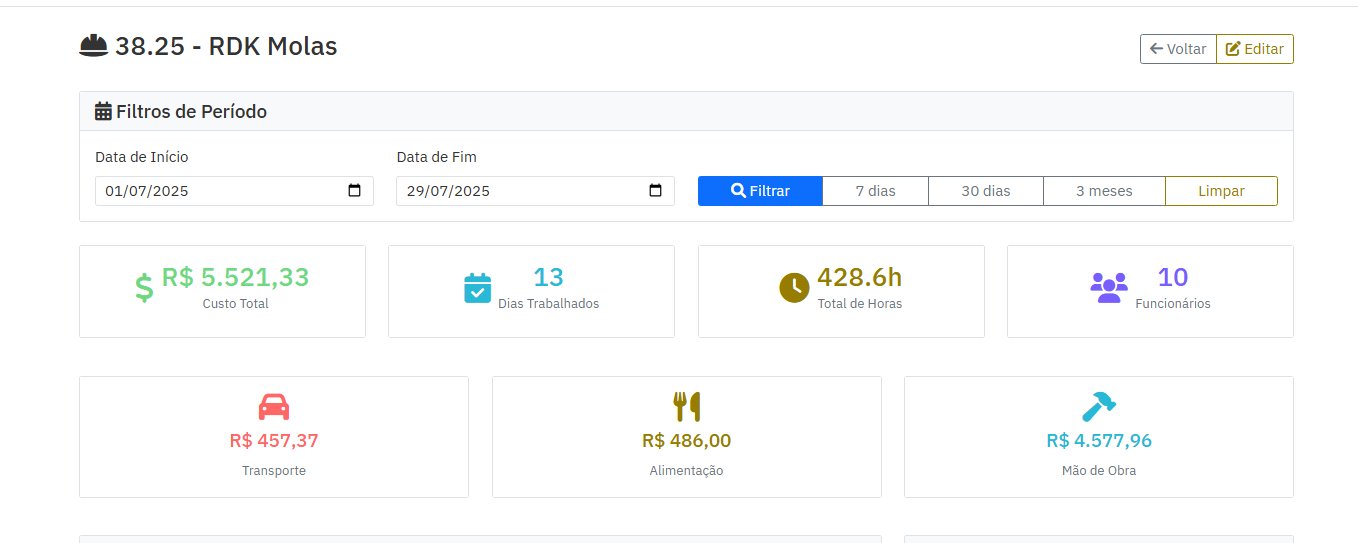 38.25 - RDK Molas
Voltar Editar
Filtros de Período
Data de Início Data de Fim
01/07/2025 29/07/2025 Filtrar 7 dias 30 dias 3 meses Limpar
R$ 5.521,33 13 428.6h 10
Custo Total Dias Trabalhados Total de Horas Funcionários
R$ 457,37 R$ 486,00 R$ 4.577,96
Transporte Alimentação Mão de Obra